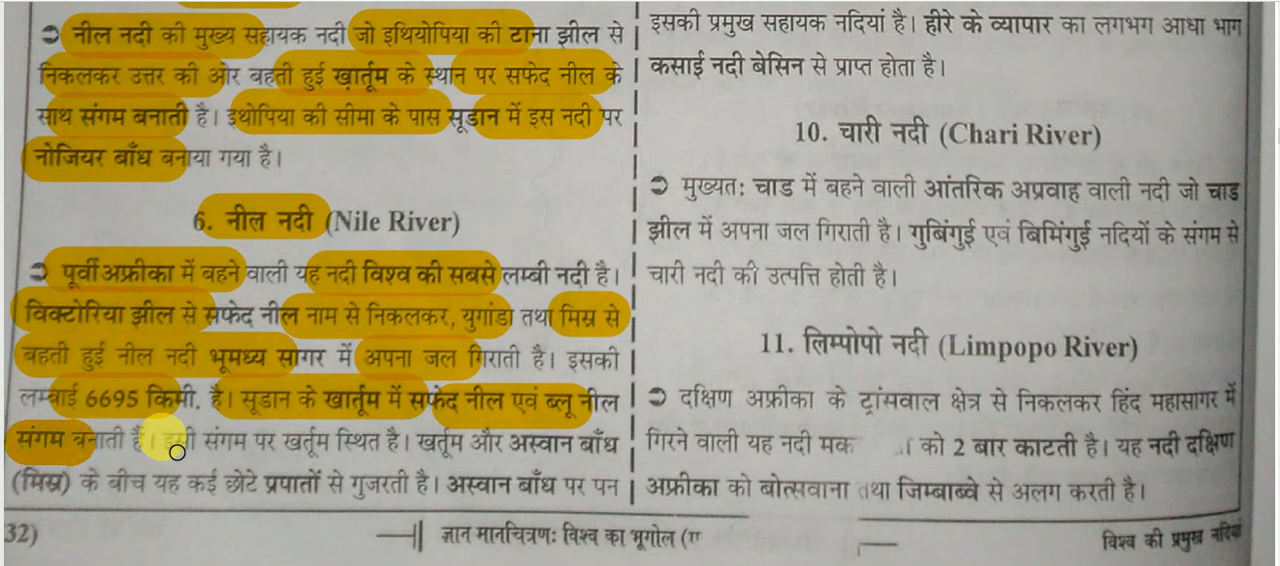 ➲ नील नदी की मुख्य सहायक नदी जो इथियोपिया की टाना झील से
निकलकर उत्तर की ओर बहती हुई खार्तूम के स्थान पर सफेद नील के
साथ संगम बनाती है। इथोपिया की सीमा के पास सूडान में इस नदी पर
नोजियर बाँध बनाया गया है।
6. नील नदी (Nile River)
➲ पूर्वी अफ्रीका में बहने वाली यह नदी विश्व की सबसे लम्बी नदी है।
विक्टोरिया झील से सफेद नील नाम से निकलकर, युगांडा तथा मिस्र से
बहती हुई नील नदी भूमध्य सागर में अपना जल गिराती है। इसकी
लम्बाई 6695 किमी. है। सूडान के खार्तूम में सफेद नील एवं ब्लू नील
संगम बनाती है। इसी संगम पर खर्तूम स्थित है। खर्तूम और अस्वान बाँध
(मिस्र) के बीच यह कई छोटे प्रपातों से गुजरती है। अस्वान बाँध पर पन
इसकी प्रमुख सहायक नदियां है। हीरे के व्यापार का लगभग आधा भाग
कसाई नदी बेसिन से प्राप्त होता है।
10. चारी नदी (Chari River)
➲ मुख्यत: चाड में बहने वाली आंतरिक अप्रवाह वाली नदी जो चाड
झील में अपना जल गिराती है। गुबिंगुई एवं बिमिंगुई नदियों के संगम से
चारी नदी की उत्पत्ति होती है।
11. लिम्पोपो नदी (Limpopo River)
➲ दक्षिण अफ्रीका के ट्रांसवाल क्षेत्र से निकलकर हिंद महासागर में
गिरने वाली यह नदी मक को 2 बार काटती है। यह नदी दक्षिण
अफ्रीका को बोत्सवाना तथा जिम्बाब्वे से अलग करती है।
32) ज्ञान मानचित्रण: विश्व का भूगोल ( विश्व की प्रमुख नदियां